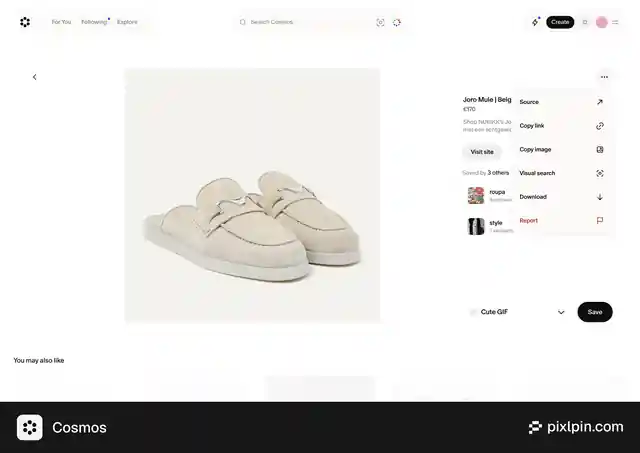 For You
Following
Explore
Search Cosmos
Create
Joro Mule | Beig
€170
Visit site
Saved by 3 others
roupa
style
Source
Copy link
Copy image
Visual search
Download
Report
Cute GIF
Save
You may also like
Cosmos
pixlpin.com